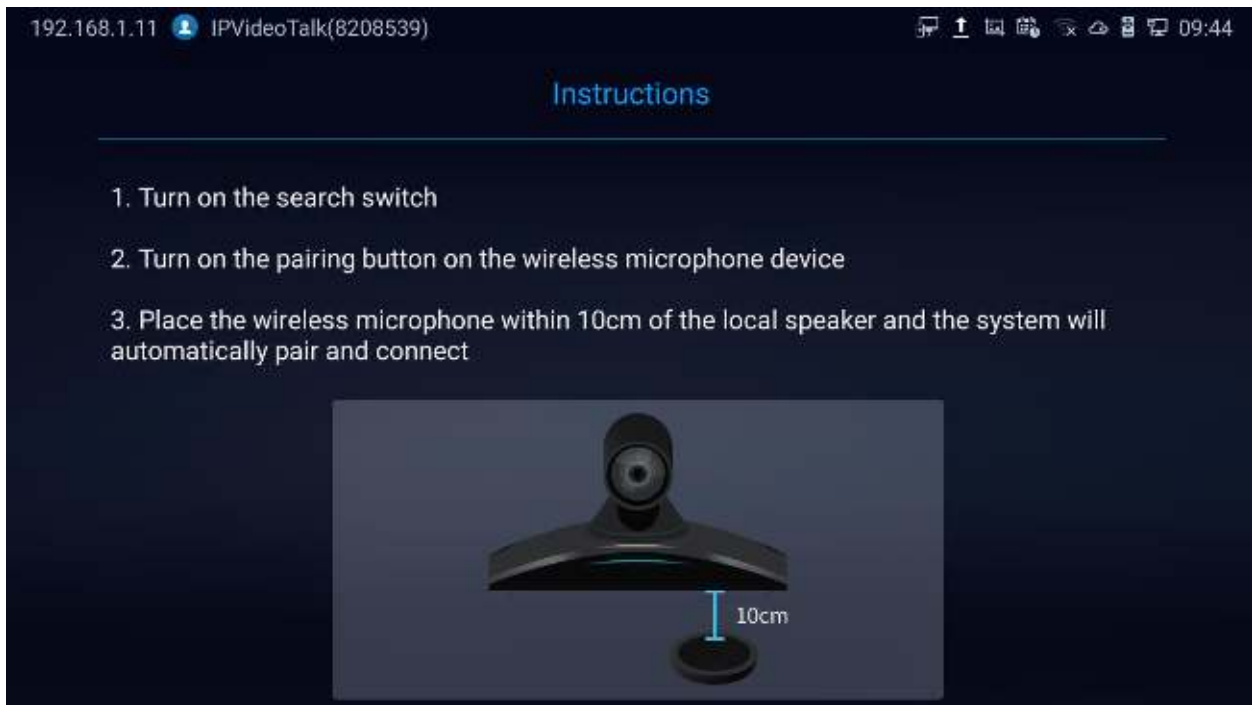 192.168.1.11 IPVideoTalk(8208539) 09:44
Instructions
1. Turn on the search switch
2. Turn on the pairing button on the wireless microphone device
3. Place the wireless microphone within 10cm of the local speaker and the system will
automatically pair and connect
10cm